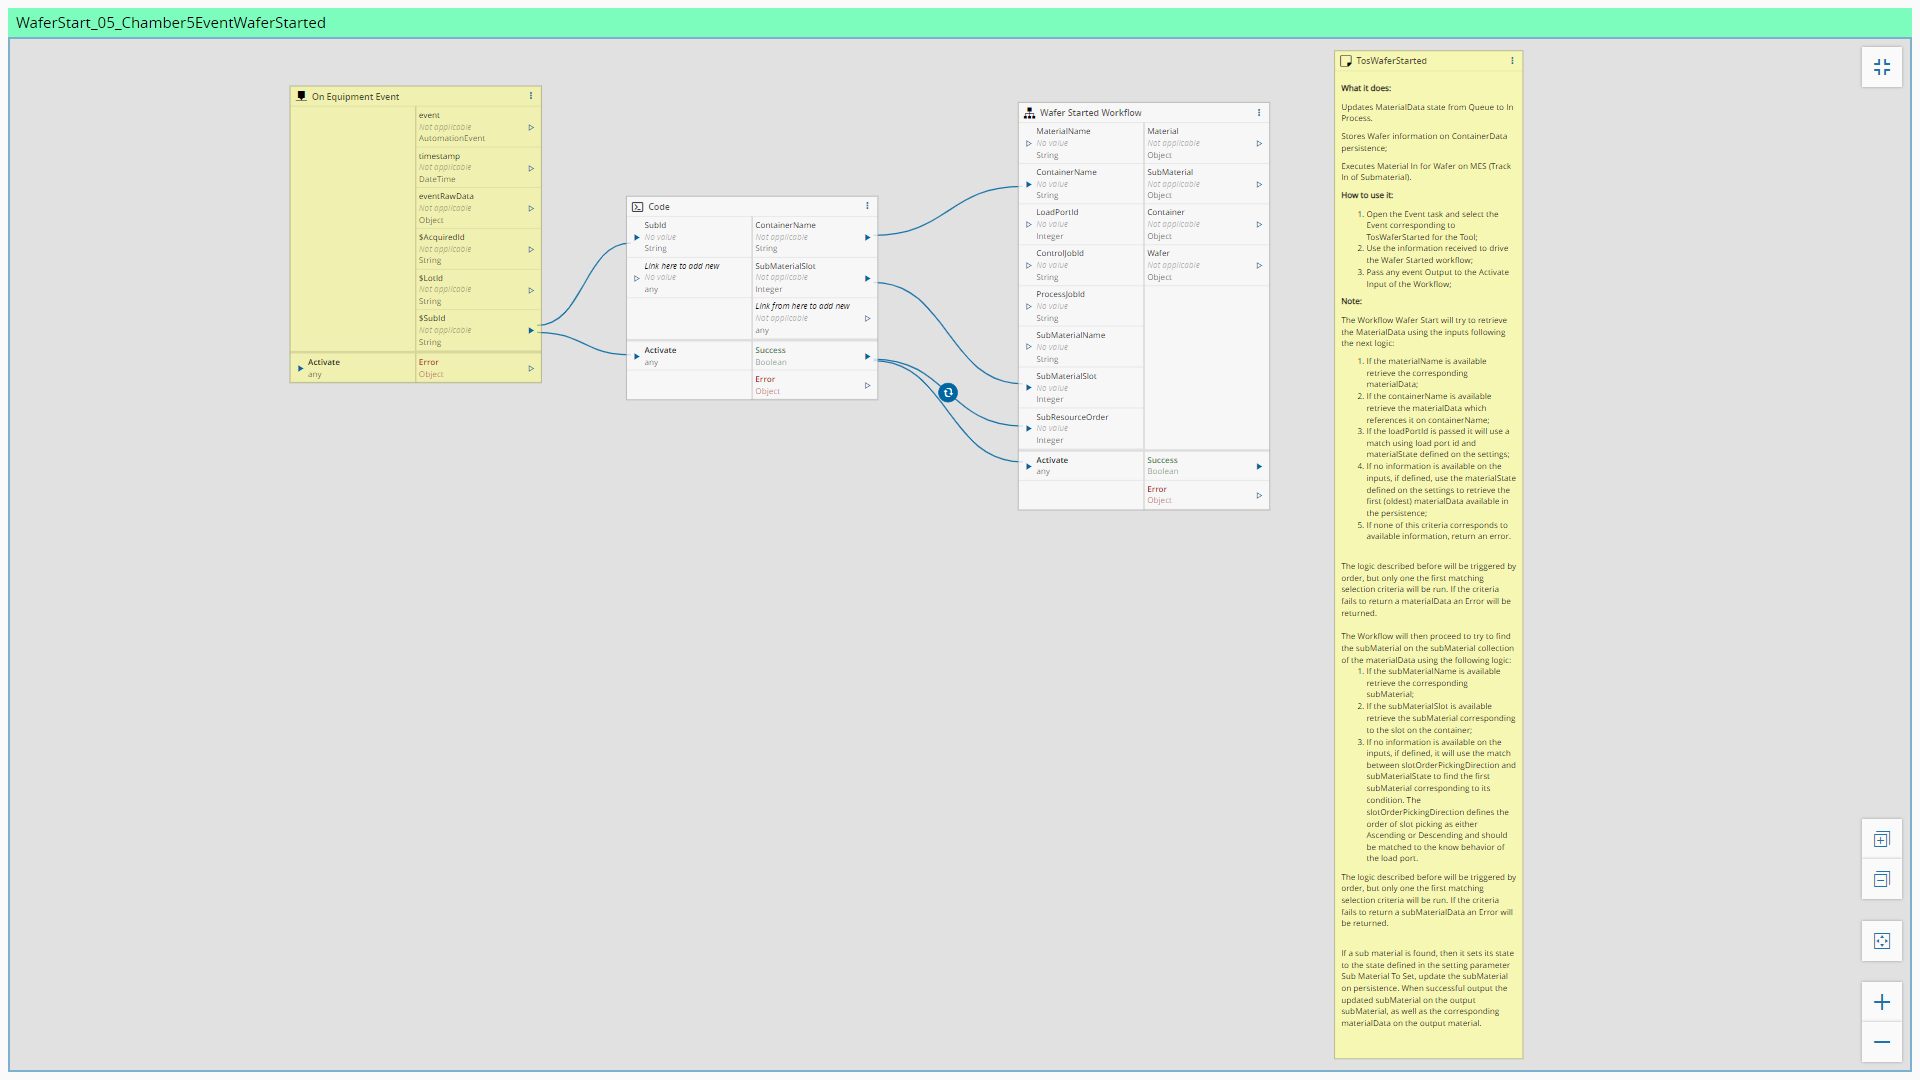 WaferStart_05_Chamber5EventWaferStarted
On Equipment Event
event
Not applicable
AutomationEvent
timestamp
Not applicable
DateTime
eventRawData
Not applicable
Object
$AcquiredId
Not applicable
String
$LotId
Not applicable
String
$SubId
Not applicable
String
Activate
any
Error
Object
Code
SubId
No value
String
Link here to add new
No value
any
ContainerName
Not applicable
String
SubMaterialSlot
Not applicable
Integer
Link from here to add new
Not applicable
any
Activate
any
Success
Boolean
Error
Object
Wafer Started Workflow
MaterialName
No value
String
ContainerName
No value
String
LoadPortId
No value
Integer
ControlJobId
No value
String
ProcessJobId
No value
String
SubMaterialName
No value
String
SubMaterialSlot
No value
Integer
SubResourceOrder
No value
Integer
Material
Not applicable
Object
SubMaterial
Not applicable
Object
Container
Not applicable
Object
Wafer
Not applicable
Object
Activate
any
Success
Boolean
Error
Object
TosWaferStarted
What it does:
Updates MaterialData state from Queue to In
Process.
Stores Wafer information on ContainerData
persistence;
Executes Material In for Wafer on MES (Track
In of Submaterial).
How to use it:
1. Open the Event task and select the
Event corresponding to
TosWaferStarted for the Tool;
2. Use the information received to drive
the Wafer Started workflow;
3. Pass any event Output to the Activate
Input of the Workflow;
Note:
The Workflow Wafer Start will try to retrieve
the MaterialData using the inputs following
the next logic:
1. If the materialName is available
retrieve the corresponding
materialData;
2. If the containerName is available
retrieve the materialData which
references it on containerName;
3. If the loadPortId is passed it will use a
match using load port id and
materialState defined on the settings;
4. If no information is available on the
inputs, if defined, use the materialState
defined on the settings to retrieve the
first (oldest) materialData available in
the persistence;
5. If none of this criteria corresponds to
available information, return an error.
The logic described before will be triggered by
order, but only one the first matching
selection criteria will be run. If the criteria
fails to return a materialData an Error will be
returned.
The Workflow will then proceed to try to find
the subMaterial on the subMaterial collection
of the materialData using the following logic:
1. If the subMaterialName is available
retrieve the corresponding
subMaterial;
2. If the subMaterialSlot is available
retrieve the subMaterial corresponding
to the slot on the container;
3. If no information is available on the
inputs, if defined, it will use the match
between slotOrderPickingDirection and
subMaterialState to find the first
subMaterial corresponding to its
condition. The
slotOrderPickingDirection defines the
order of slot picking as either
Ascending or Descending and should
be matched to the know behavior of
the load port.
The logic described before will be triggered by
order, but only one the first matching
selection criteria will be run. If the criteria
fails to return a subMaterialData an Error will
be returned.
If a sub material is found, then it sets its state
to the state defined in the setting parameter
Sub Material To Set, update the subMaterial
on persistence. When successful output the
updated subMaterial on the output
subMaterial, as well as the corresponding
materialData on the output material.